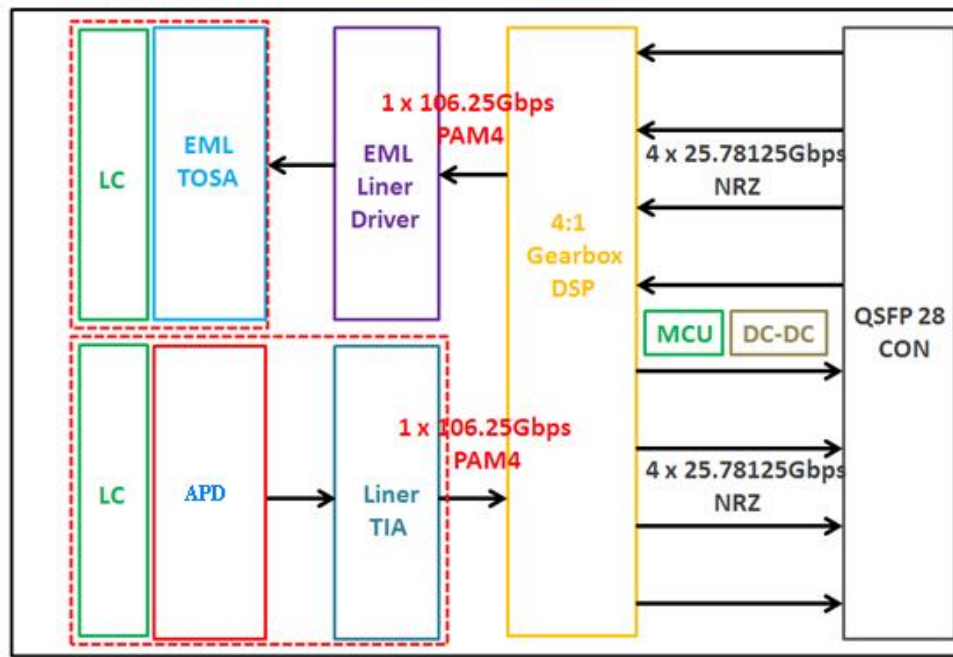 LC
EML
TOSA
EML
Liner
Driver
1 x 106.25Gbps
PAM4
4:1
Gearbox
DSP
4 x 25.78125Gbps
NRZ
MCU
DC-DC
QSFP 28
CON
LC
APD
Liner
TIA
1 x 106.25Gbps
PAM4
4 x 25.78125Gbps
NRZ